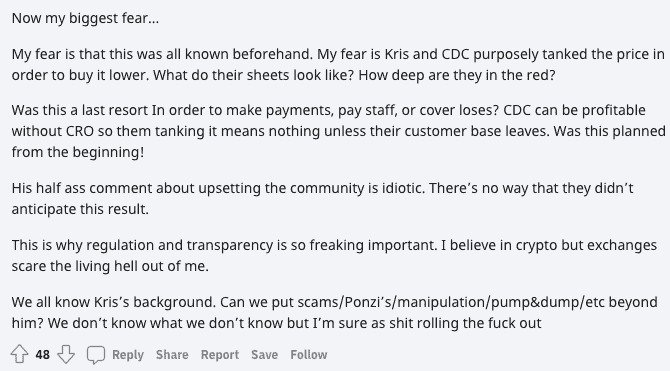 Now my biggest fear...
My fear is that this was all known beforehand. My fear is Kris and CDC purposely tanked the price in
order to buy it lower. What do their sheets look like? How deep are they in the red?
Was this a last resort In order to make payments, pay staff, or cover loses? CDC can be profitable
without CRO so them tanking it means nothing unless their customer base leaves. Was this planned
from the beginning!
His half ass comment about upsetting the community is idiotic. There's no way that they didn't
anticipate this result.
This is why regulation and transparency is so freaking important. I believe in crypto but exchanges
scare the living hell out of me.
We all know Kris's background. Can we put scams/Ponzi's/manipulation/pump&dump/etc beyond
him? We don't know what we don't know but I'm sure as shit rolling the fuck out
48 Reply Share Report Save Follow